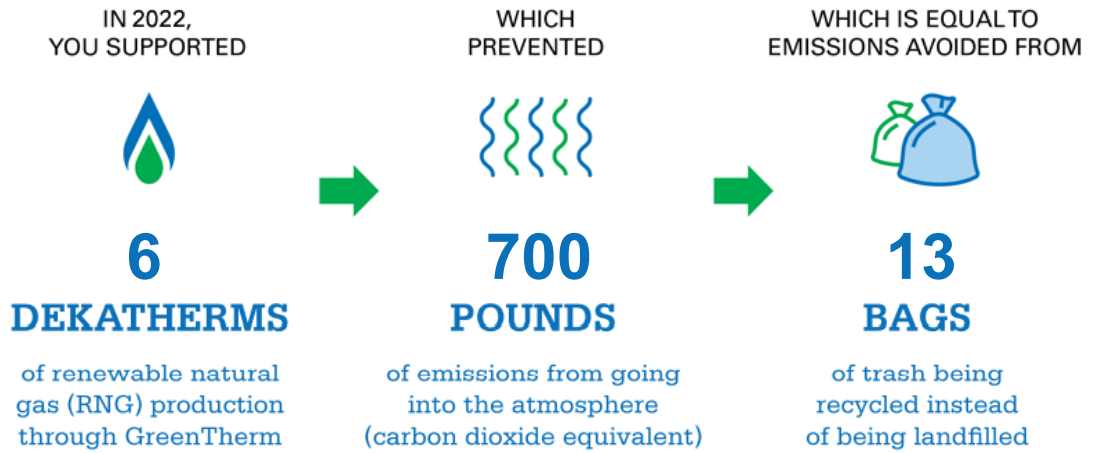 IN 2022,
YOU SUPPORTED
6
DEKATHERMS
of renewable natural
gas (RNG) production
through GreenTherm
WHICH
PREVENTED
700
POUNDS
of emissions from going
into the atmosphere
(carbon dioxide equivalent)
WHICH IS EQUAL TO
EMISSIONS AVOIDED FROM
13
BAGS
of trash being
recycled instead
of being landfilled